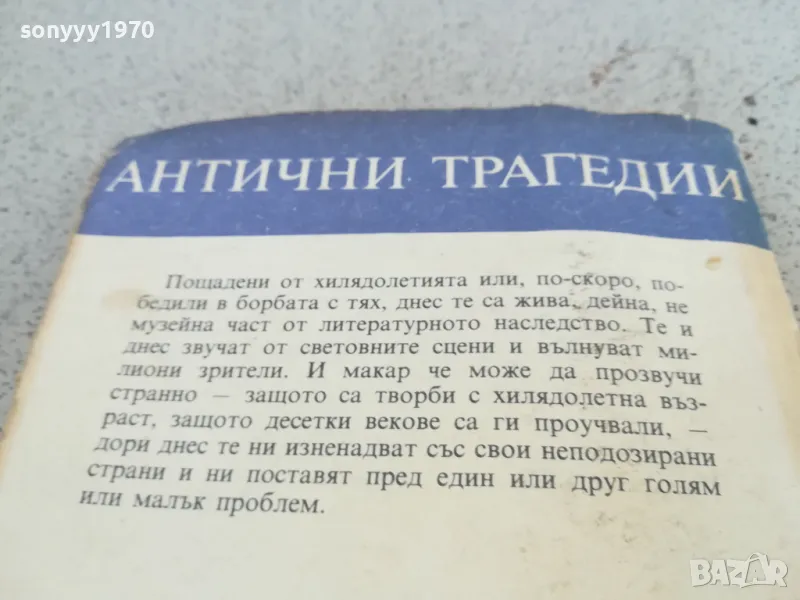 sonyyy1970
АНТИЧНИ ТРАГЕДИИ
Пощадени от хилядолетията или, по-скоро, по-
бедили в борбата с тях, днес те са жива, дейна, не
музейна част от литературното наследство. Те и
днес звучат от световните сцени и вълнуват ми-
лиони зрители. И макар че може да прозвучи
странно — защото са творби с хилядолетна въз-
раст, защото десетки векове са ги проучвали, —
дори днес те ни изненадват със свои неподозирани
страни и ни поставят пред един или друг голям
или малък проблем.
BAZAR